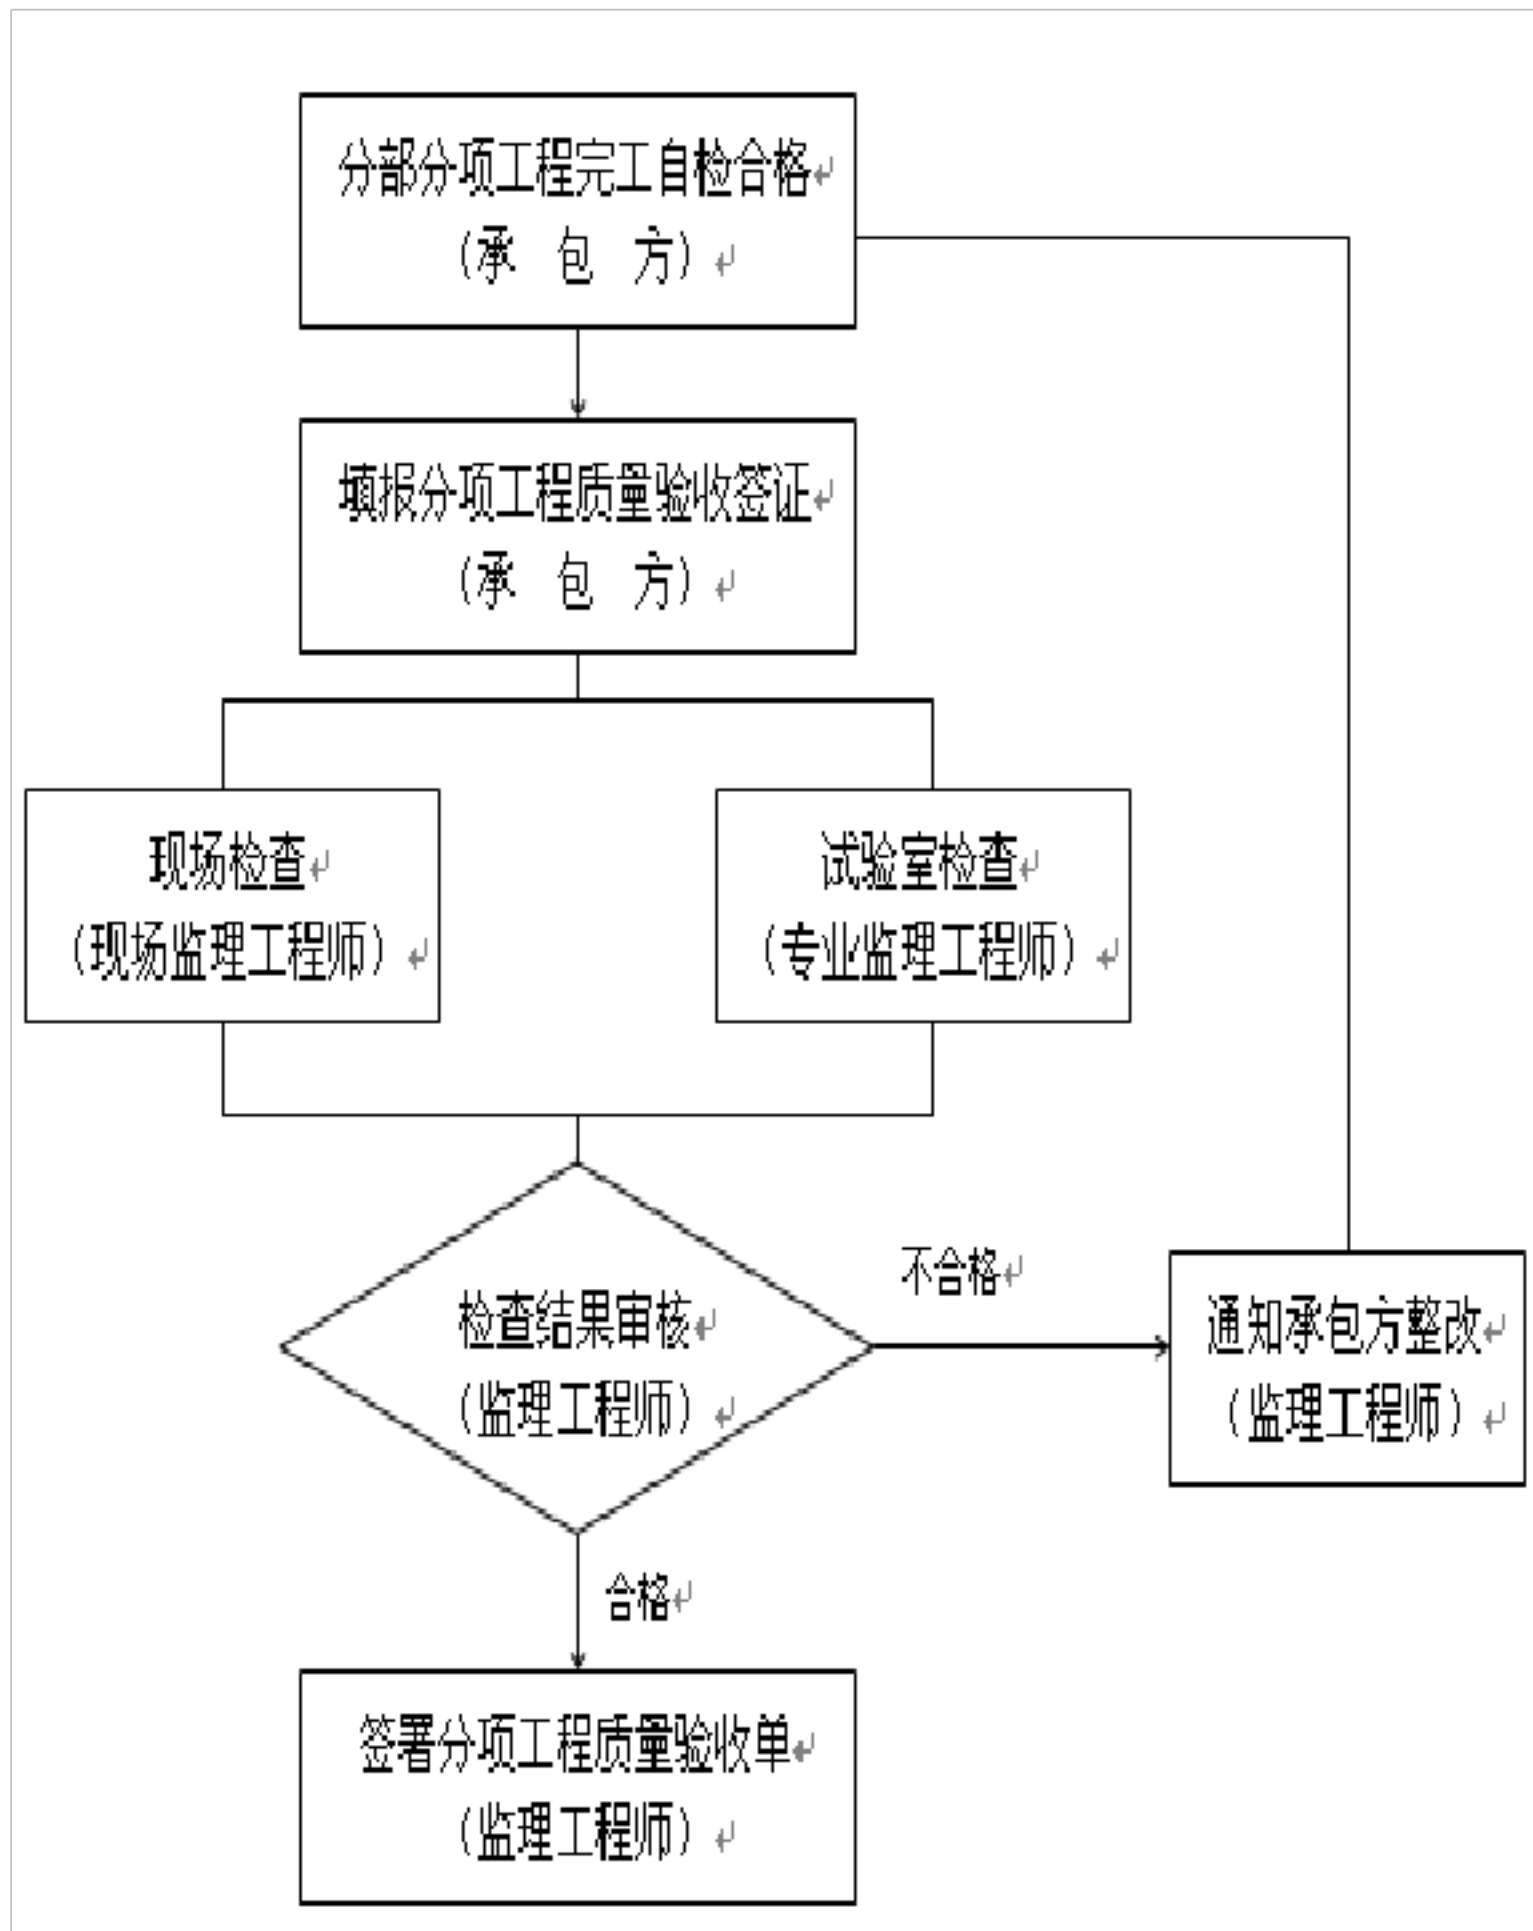 分部分项工程完工自检合格
（承　包　方）
填报分项工程质量验收签证
（承　包　方）
现场检查
（现场监理工程师）
试验室检查
（专业监理工程师）
检查结果审核
（监理工程师）
不合格
通知承包方整改
（监理工程师）
合格
签署分项工程质量验收单
（监理工程师）